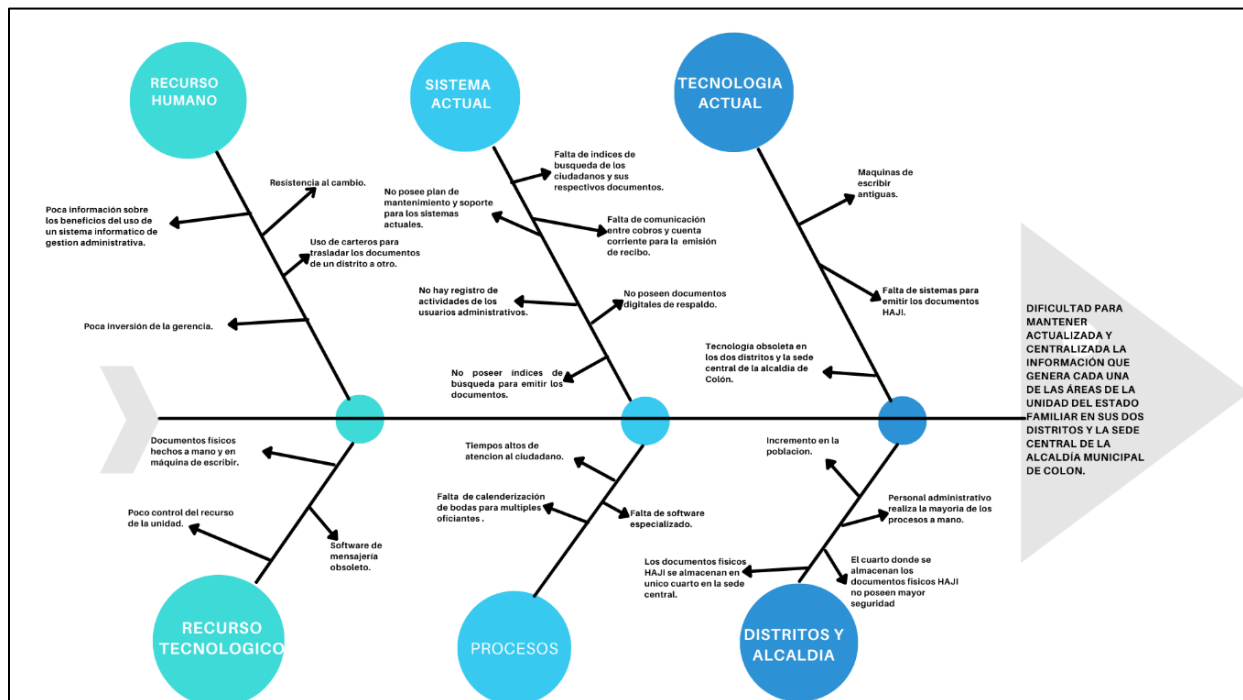 RECURSO
HUMANO
SISTEMA
ACTUAL
TECNOLOGIA
ACTUAL
Resistencia al cambio.
Poca información sobre
los beneficios del uso de
un sistema informatico de
gestion administrativa.
Uso de carteros para
trasladar los documentos
de un distrito a otro.
Poca inversión de la gerencia.
Falta de indices de
busqueda de los
ciudadanos y sus
respectivos documentos.
No posee plan de
mantenimiento y soporte
para los sistemas
actuales.
Falta de comunicación
entre cobros y cuenta
corriente para la emisión
de recibo.
No hay registro de
actividades de los
usuarios administrativos.
No poseen documentos
digitales de respaldo.
No poseer índices de
búsqueda para emitir los
documentos.
Maquinas de
escribir
antiguas.
Falta de sistemas para
emitir los documentos
HAJI.
Tecnología obsoleta en
los dos distritos y la sede
central de la alcaldía de
Colón.
DIFICULTAD PARA
MANTENER
ACTUALIZADA Y
CENTRALIZADA LA
INFORMACIÓN QUE
GENERA CADA UNA
DE LAS ÁREAS DE LA
UNIDAD DEL ESTADO
FAMILIAR EN SUS DOS
DISTRITOS Y LA SEDE
CENTRAL DE LA
ALCALDÍA MUNICIPAL
DE COLON.
Documentos físicos
hechos a mano y en
máquina de escribir.
Poco control del recurso
de la unidad.
Software de
mensajería
obsoleto.
Tiempos altos de
atencion al ciudadano.
Falta de calenderización
de bodas para multiples
oficiantes .
Falta de software
especializado.
Incremento en la
poblacion.
Personal administrativo
realiza la mayoría de los
procesos a mano.
Los documentos fisicos
HAJI se almacenan en
unico cuarto en la sede
central.
El cuarto donde se
almacenan los
documentos fisicos HAJI
no poseen mayor
seguridad
RECURSO
TECNOLOGICO
PROCESOS
DISTRITOS Y
ALCALDIA